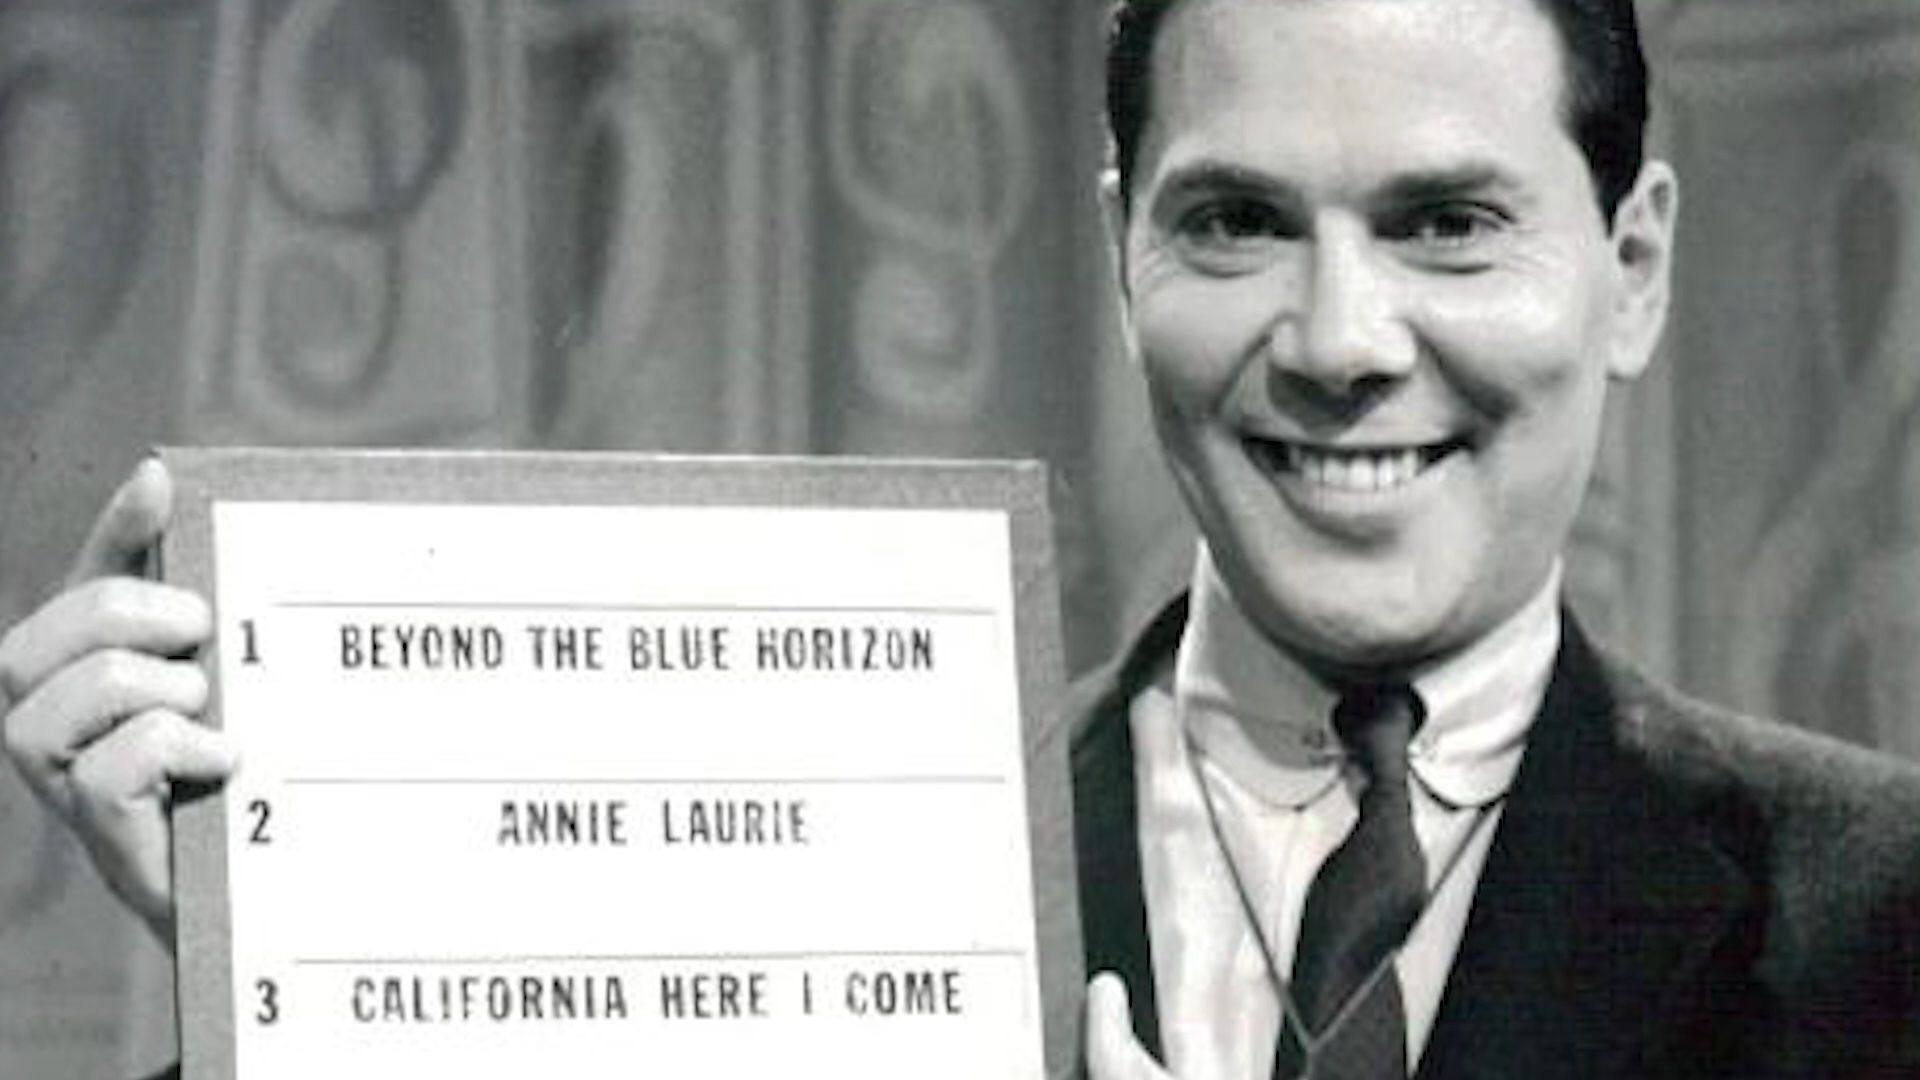 1 BEYOND THE BLUE HORIZON
2 ANNIE LAURIE
3 CALIFORNIA HERE I COME